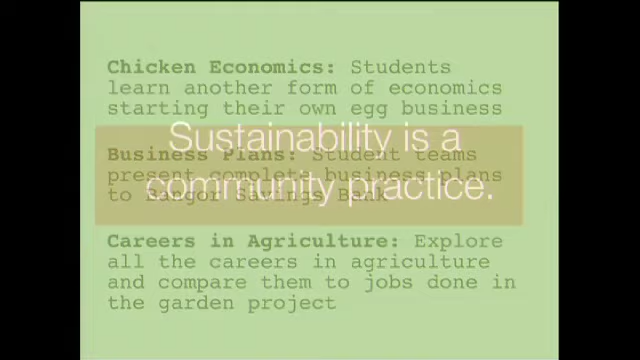 Chicken Economics: Students
learn another form of economics
starting their own egg business
Sustainability is a
community practice.
Business Plans: Student teams
present complete business plans
to Bangor Savings Bank
Careers in Agriculture: Explore
all the careers in agriculture
and compare them to jobs done in
the garden project